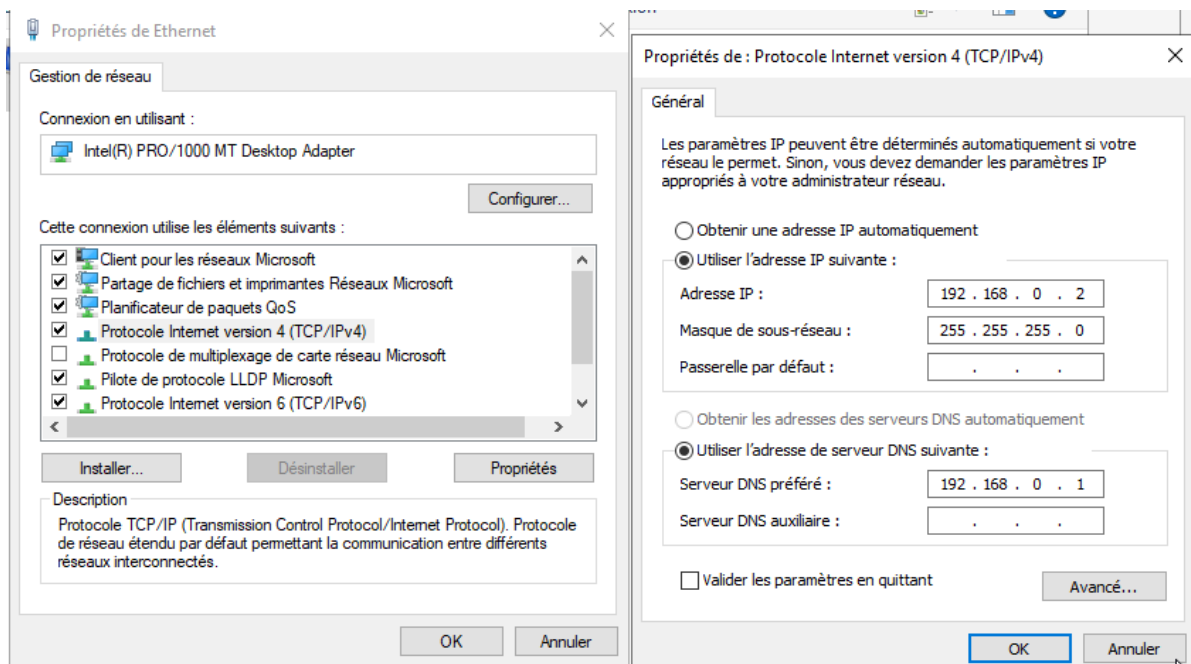 Propriétés de Ethernet
Gestion de réseau
Connexion en utilisant :
Intel(R) PRO/1000 MT Desktop Adapter
Configurer...
Cette connexion utilise les éléments suivants :
Client pour les réseaux Microsoft
Partage de fichiers et imprimantes Réseaux Microsoft
Planificateur de paquets QoS
Protocole Internet version 4 (TCP/IPv4)
Protocole de multiplexage de carte réseau Microsoft
Pilote de protocole LLDP Microsoft
Protocole Internet version 6 (TCP/IPv6)
Installer...
Désinstaller
Propriétés
Description
Protocole TCP/IP (Transmission Control Protocol/Internet Protocol). Protocole
de réseau étendu par défaut permettant la communication entre différents
réseaux interconnectés.
OK
Annuler
Propriétés de : Protocole Internet version 4 (TCP/IPv4)
Général
Les paramètres IP peuvent être déterminés automatiquement si votre
réseau le permet. Sinon, vous devez demander les paramètres IP
appropriés à votre administrateur réseau.
Obtenir une adresse IP automatiquement
Utiliser l'adresse IP suivante :
Adresse IP : 192 . 168 . 0 . 2
Masque de sous-réseau : 255 . 255 . 255 . 0
Passerelle par défaut : . . .
Obtenir les adresses des serveurs DNS automatiquement
Utiliser l'adresse de serveur DNS suivante :
Serveur DNS préféré : 192 . 168 . 0 . 1
Serveur DNS auxiliaire : . . .
Valider les paramètres en quittant
Avancé...
OK
Annuler